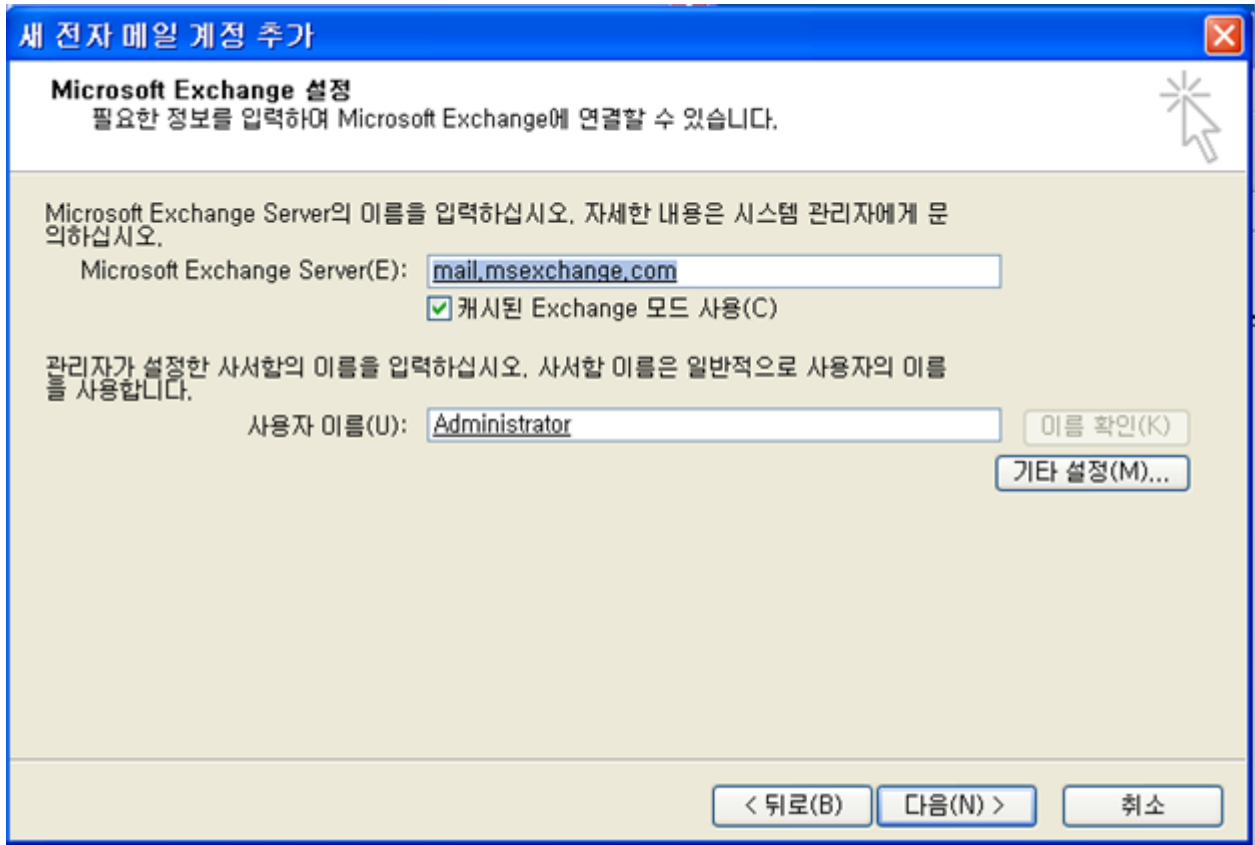 새 전자 메일 계정 추가
Microsoft Exchange 설정
필요한 정보를 입력하여 Microsoft Exchange에 연결할 수 있습니다.
Microsoft Exchange Server의 이름을 입력하십시오. 자세한 내용은 시스템 관리자에게 문
의하십시오.
Microsoft Exchange Server(E): mail.msexchange.com
캐시된 Exchange 모드 사용(C)
관리자가 설정한 사서함의 이름을 입력하십시오. 사서함 이름은 일반적으로 사용자의 이름
을 사용합니다.
사용자 이름(U): Administrator 이름 확인(K)
기타 설정(M)...
< 뒤로(B) 다음(N) > 취소